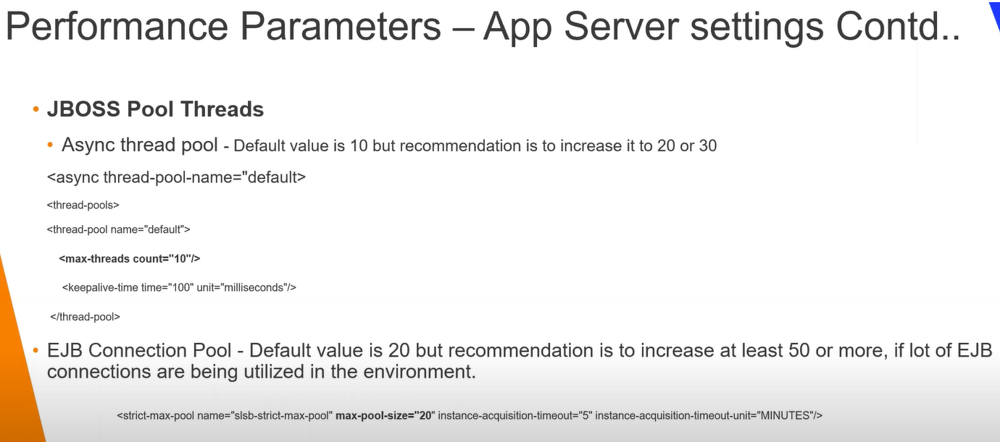 Performance Parameters – App Server settings Contd..
• JBOSS Pool Threads
• Async thread pool - Default value is 10 but recommendation is to increase it to 20 or 30
<async thread-pool-name="default>
<thread-pools>
<thread-pool name="default">
<max-threads count="10"/>
<keepalive-time time="100" unit="milliseconds"/>
</thread-pool>
• EJB Connection Pool - Default value is 20 but recommendation is to increase at least 50 or more, if lot of EJB
connections are being utilized in the environment.
<strict-max-pool name="slsb-strict-max-pool" max-pool-size="20" instance-acquisition-timeout="5" instance-acquisition-timeout-unit="MINUTES"/>